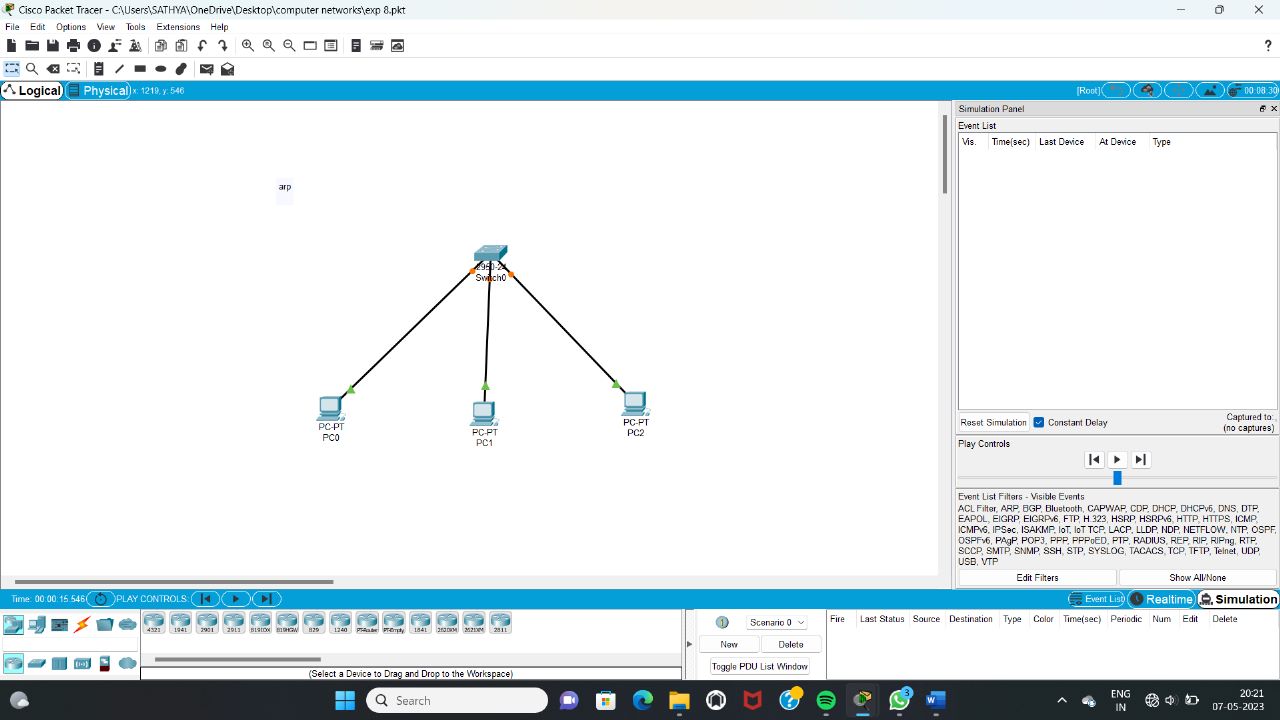 Cisco Packet Tracer - C:\Users\SATHYA\OneDrive\Desktop\computer networks\exp 8.pkt
File Edit Options View Tools Extensions Help
?
Logical Physical x: 1219, y: 546 [Root] 00:08:30
Simulation Panel
Event List
Vis. Time(sec) Last Device At Device Type
arp
2960-24
Switch0
PC-PT
PC0
PC-PT
PC1
PC-PT
PC2
Reset Simulation Constant Delay Captured to:
(no captures)
Play Controls
Event List Filters - Visible Events
ACL Filter, ARP, BGP, Bluetooth, CAPWAP, CDP, DHCP, DHCPv6, DNS, DTP,
EAPOL, EIGRP, EIGRPv6, FTP, H.323, HSRP, HSRPv6, HTTP, HTTPS, ICMP,
ICMPv6, IPSec, ISAKMP, IoT, IoT TCP, LACP, LLDP, NDP, NETFLOW, NTP, OSPF,
OSPFv6, PAgP, POP3, PPP, PPPoED, PTP, RADIUS, REP, RIP, RIPng, RTP,
SCCP, SMTP, SNMP, SSH, STP, SYSLOG, TACACS, TCP, TFTP, Telnet, UDP,
USB, VTP
Edit Filters Show All/None
Time: 00:00:15.546 PLAY CONTROLS: Event List Realtime Simulation
4321 1941 2901 2911 819IOX 819HGW 829 1240 PT-Router PT-Empty 1841 2620XM 2621XM 2811
Scenario 0
New Delete
Toggle PDU List Window
Fire Last Status Source Destination Type Color Time(sec) Periodic Num Edit Delete
(Select a Device to Drag and Drop to the Workspace)
Search
3
ENG
IN
20:21
07-05-2023